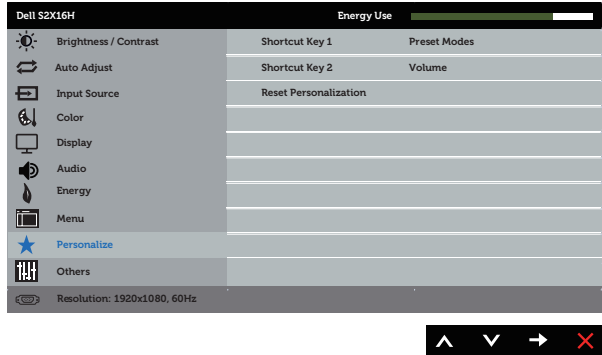 Dell S2X16H Energy Use
Brightness / Contrast Shortcut Key 1 Preset Modes
Auto Adjust Shortcut Key 2 Volume
Input Source Reset Personalization
Color
Display
Audio
Energy
Menu
Personalize
Others
Resolution: 1920x1080, 60Hz